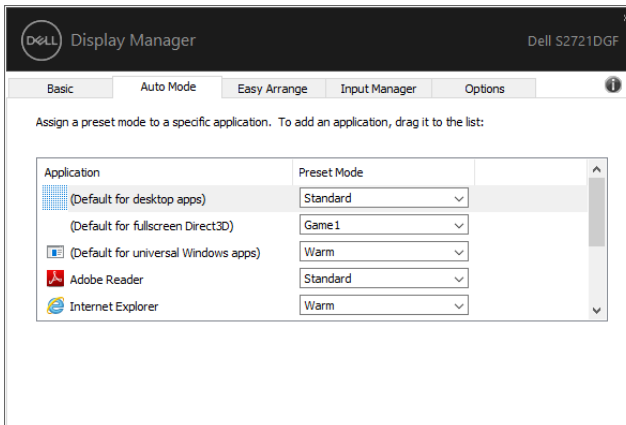 DELL Display Manager
Dell S2721DGF
Basic Auto Mode Easy Arrange Input Manager Options
Assign a preset mode to a specific application. To add an application, drag it to the list:
Application Preset Mode
(Default for desktop apps) Standard
(Default for fullscreen Direct3D) Game1
(Default for universal Windows apps) Warm
Adobe Reader Standard
Internet Explorer Warm